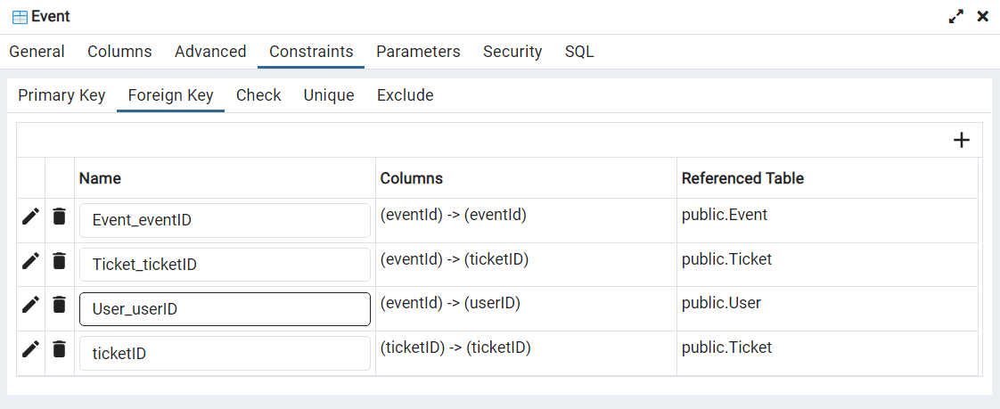 Event
General Columns Advanced Constraints Parameters Security SQL
Primary Key Foreign Key Check Unique Exclude
Name Columns Referenced Table
Event_eventID (eventId) -> (eventId) public.Event
Ticket_ticketID (eventId) -> (ticketID) public.Ticket
User_userID (eventId) -> (userID) public.User
ticketID (ticketID) -> (ticketID) public.Ticket